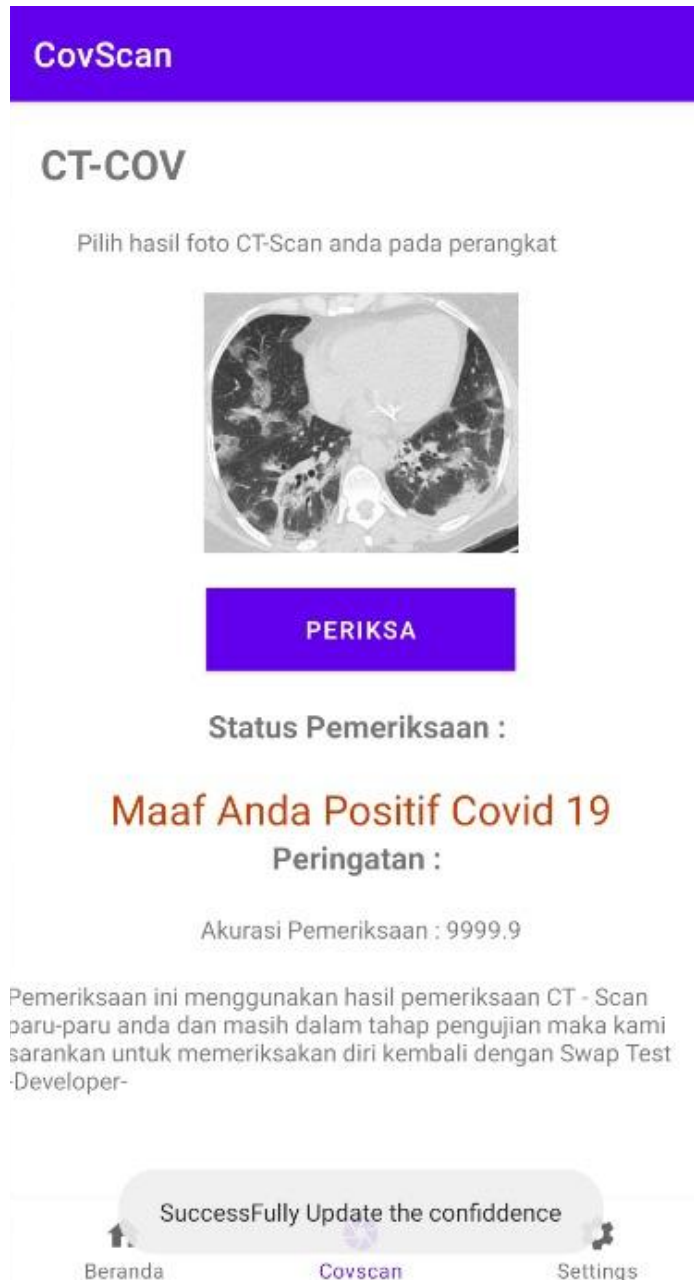 CovScan
CT-COV
Pilih hasil foto CT-Scan anda pada perangkat
PERIKSA
Status Pemeriksaan :
Maaf Anda Positif Covid 19
Peringatan :
Akurasi Pemeriksaan : 9999.9
Pemeriksaan ini menggunakan hasil pemeriksaan CT - Scan
paru-paru anda dan masih dalam tahap pengujian maka kami
sarankan untuk memeriksakan diri kembali dengan Swap Test
-Developer-
SuccessFully Update the confiddence
Beranda
Covscan
Settings